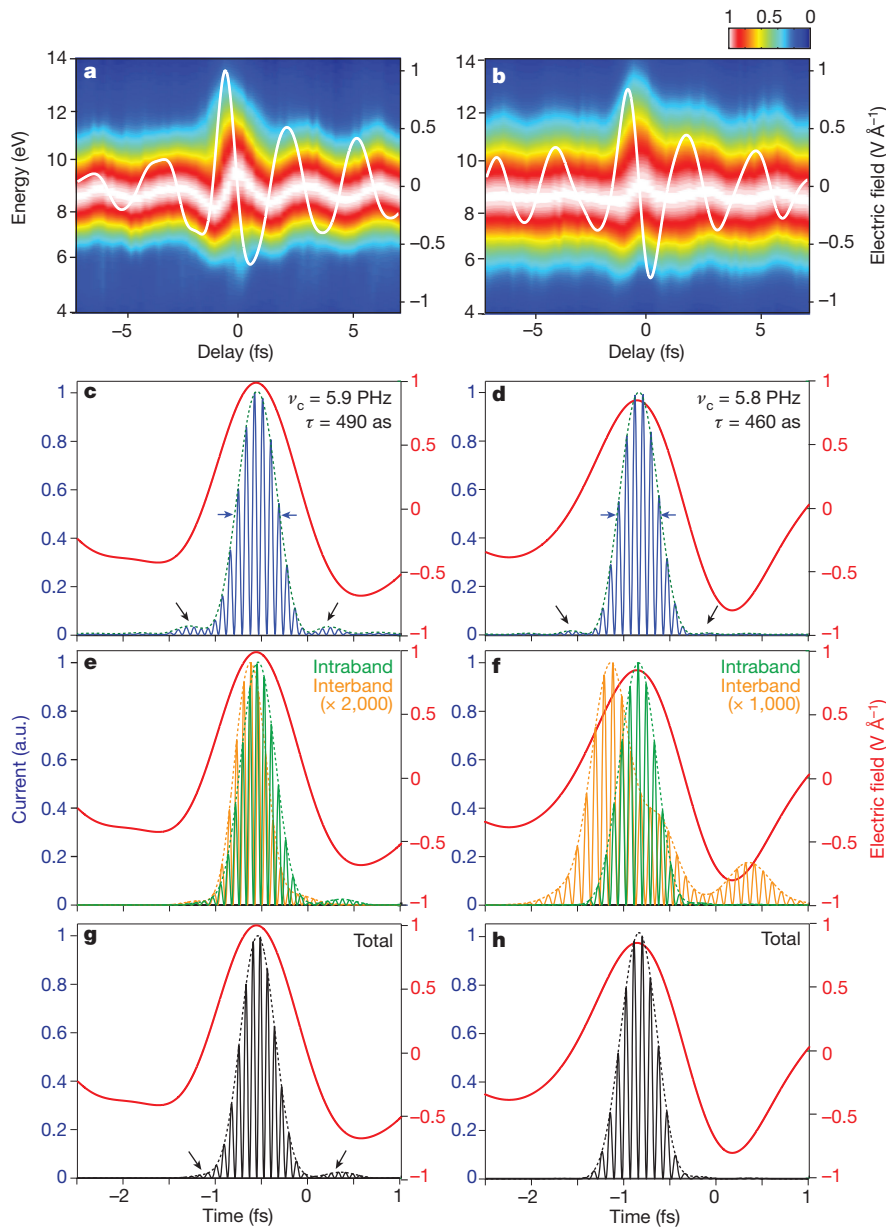 1 0.5 0
14 a 1
12 0.5
10 0
8 −0.5
6 −1
4
Energy (eV)
−5 0 5
Delay (fs)
14 b 1
12 0.5
10 0
8 −0.5
6 −1
4
Electric field (V Å⁻¹)
−5 0 5
Delay (fs)
c
νc = 5.9 PHz
τ = 490 as
1 1
0.8 0.5
0.6
0.4 0
0.2 −0.5
0 −1
d
νc = 5.8 PHz
τ = 460 as
1 1
0.8 0.5
0.6
0.4 0
0.2 −0.5
0 −1
e
Intraband
Interband
(× 2,000)
1 1
0.8 0.5
0.6
0.4 0
0.2 −0.5
0 −1
Current (a.u.)
f
Intraband
Interband
(× 1,000)
1 1
0.8 0.5
0.6
0.4 0
0.2 −0.5
0 −1
Electric field (V Å⁻¹)
g Total
1 1
0.8 0.5
0.6
0.4 0
0.2 −0.5
0 −1
−2 −1 0 1
Time (fs)
h Total
1 1
0.8 0.5
0.6
0.4 0
0.2 −0.5
0 −1
−2 −1 0 1
Time (fs)